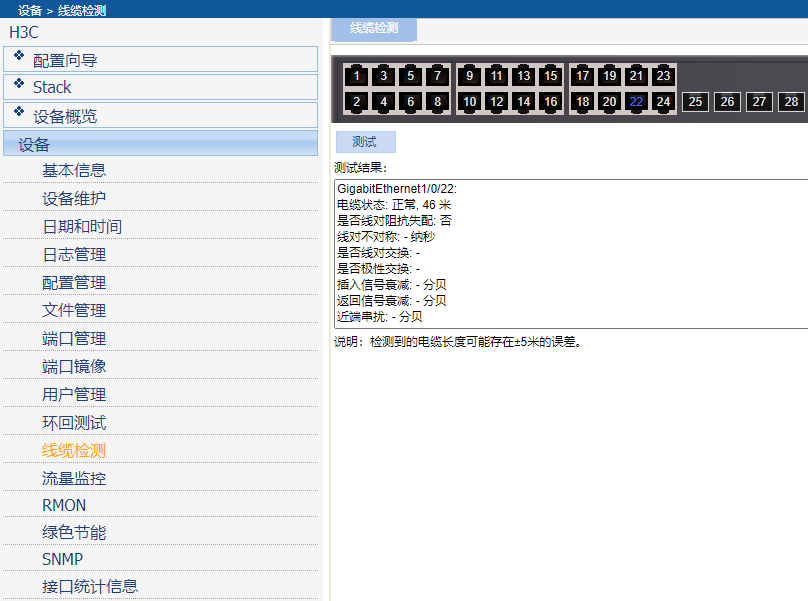 设备 > 线缆检测
H3C
配置向导
Stack
设备概览
设备
基本信息
设备维护
日期和时间
日志管理
配置管理
文件管理
端口管理
端口镜像
用户管理
环回测试
线缆检测
流量监控
RMON
绿色节能
SNMP
接口统计信息
线缆检测
1 3 5 7 9 11 13 15 17 19 21 23
2 4 6 8 10 12 14 16 18 20 22 24 25 26 27 28
测试
测试结果:
GigabitEthernet1/0/22:
电缆状态: 正常, 46 米
是否线对阻抗失配: 否
线对不对称: - 纳秒
是否线对交换: -
是否极性交换: -
插入信号衰减: - 分贝
返回信号衰减: - 分贝
近端串扰: - 分贝
说明：检测到的电缆长度可能存在±5米的误差。